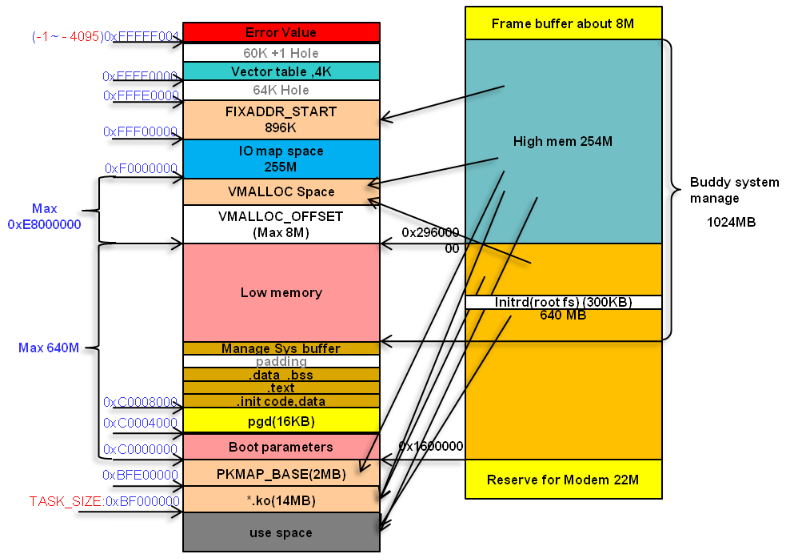 (-1~ - 4095)0xFFFFF001
0xFFFF0000
0xFFFE0000
0xFFF00000
0xF0000000
Max
0xE8000000
Max 640M
0xC0008000
0xC0004000
0xC0000000
0xBFE00000
TASK_SIZE:0xBF000000
Error Value
60K +1 Hole
Vector table ,4K
64K Hole
FIXADDR_START
896K
IO map space
255M
VMALLOC Space
VMALLOC_OFFSET
(Max 8M)
Low memory
Manage Sys buffer
padding
.data .bss
.text
.init code,data
pgd(16KB)
Boot parameters
PKMAP_BASE(2MB)
*.ko(14MB)
use space
0x296000
00
0x1600000
Frame buffer about 8M
High mem 254M
Initrd(root fs) (300KB)
640 MB
Reserve for Modem 22M
Buddy system
manage
1024MB